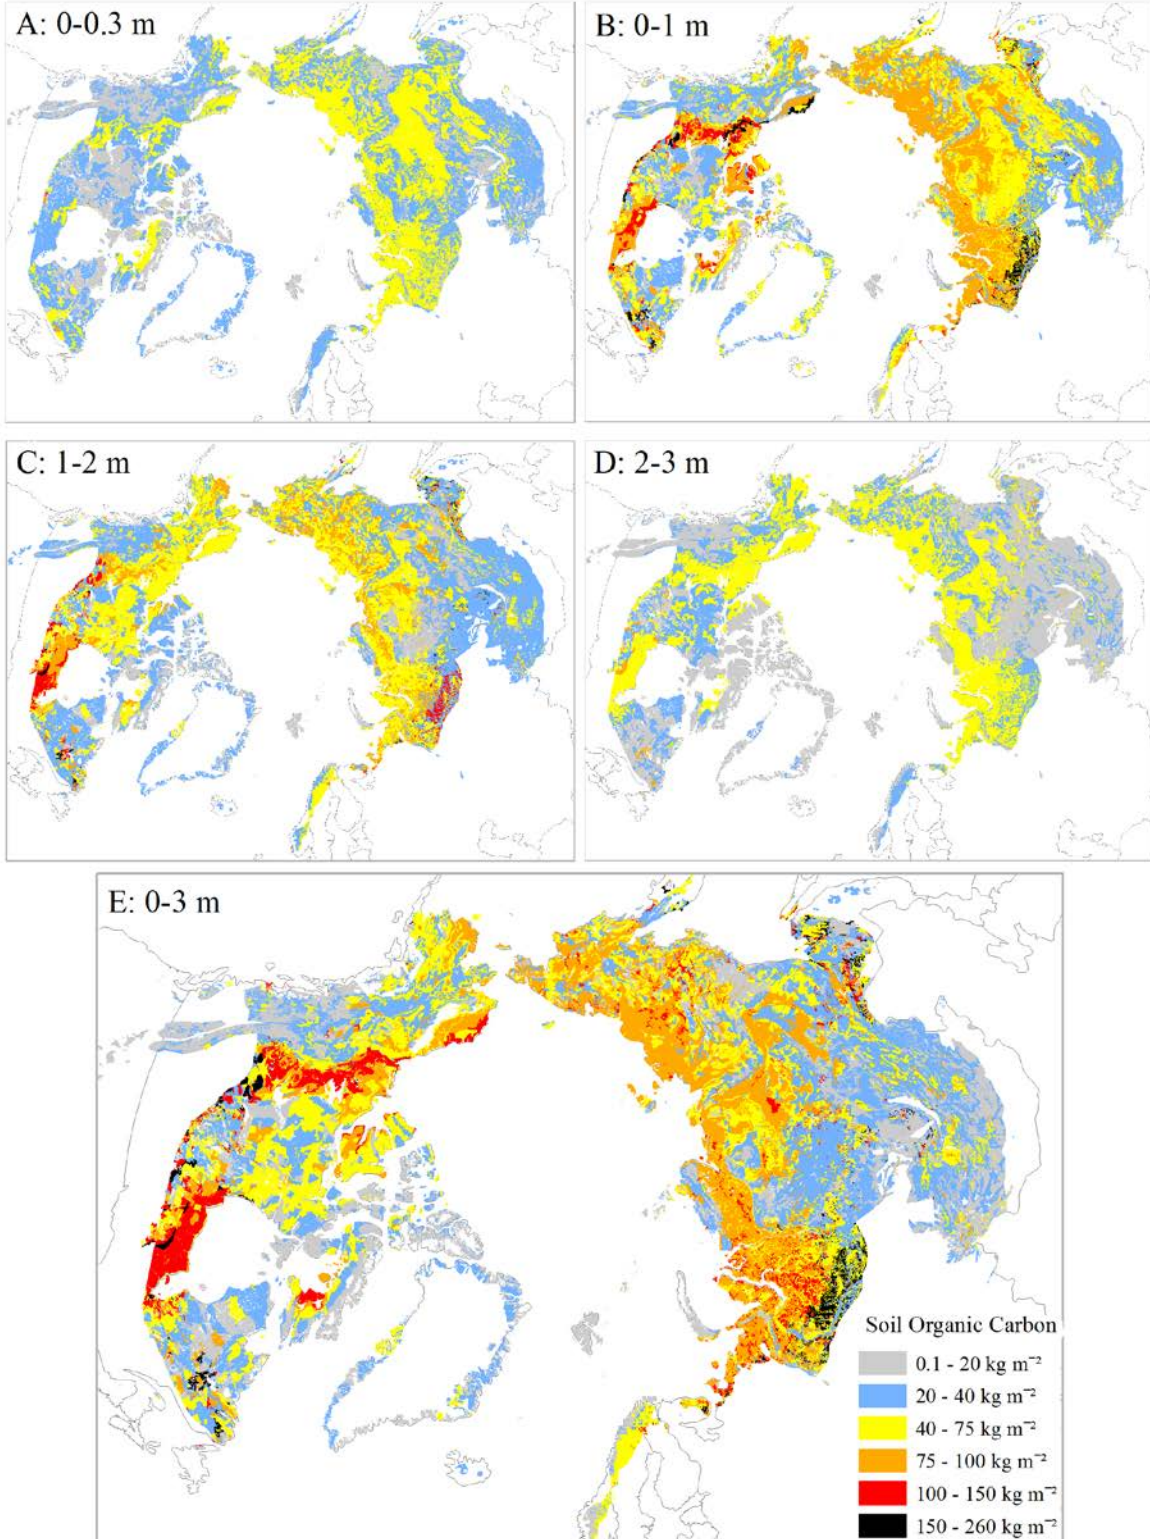 A: 0-0.3 m
B: 0-1 m
C: 1-2 m
D: 2-3 m
E: 0-3 m
Soil Organic Carbon
0.1 - 20 kg m⁻²
20 - 40 kg m⁻²
40 - 75 kg m⁻²
75 - 100 kg m⁻²
100 - 150 kg m⁻²
150 - 260 kg m⁻²